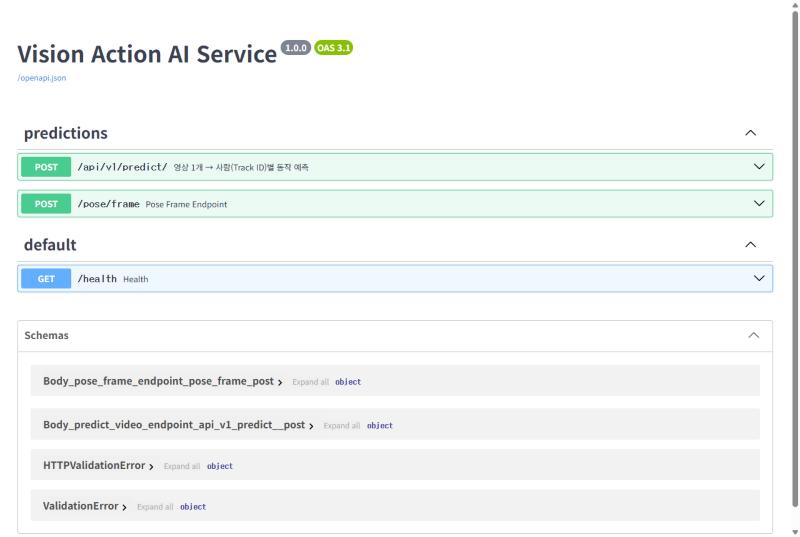 Vision Action AI Service 1.0.0 OAS 3.1
/openapi.json
predictions
POST /api/v1/predict/ 영상 1개 → 사람(Track ID)별 동작 예측
POST /pose/frame Pose Frame Endpoint
default
GET /health Health
Schemas
Body_pose_frame_endpoint_pose_frame_post Expand all object
Body_predict_video_endpoint_api_v1_predict__post Expand all object
HTTPValidationError Expand all object
ValidationError Expand all object